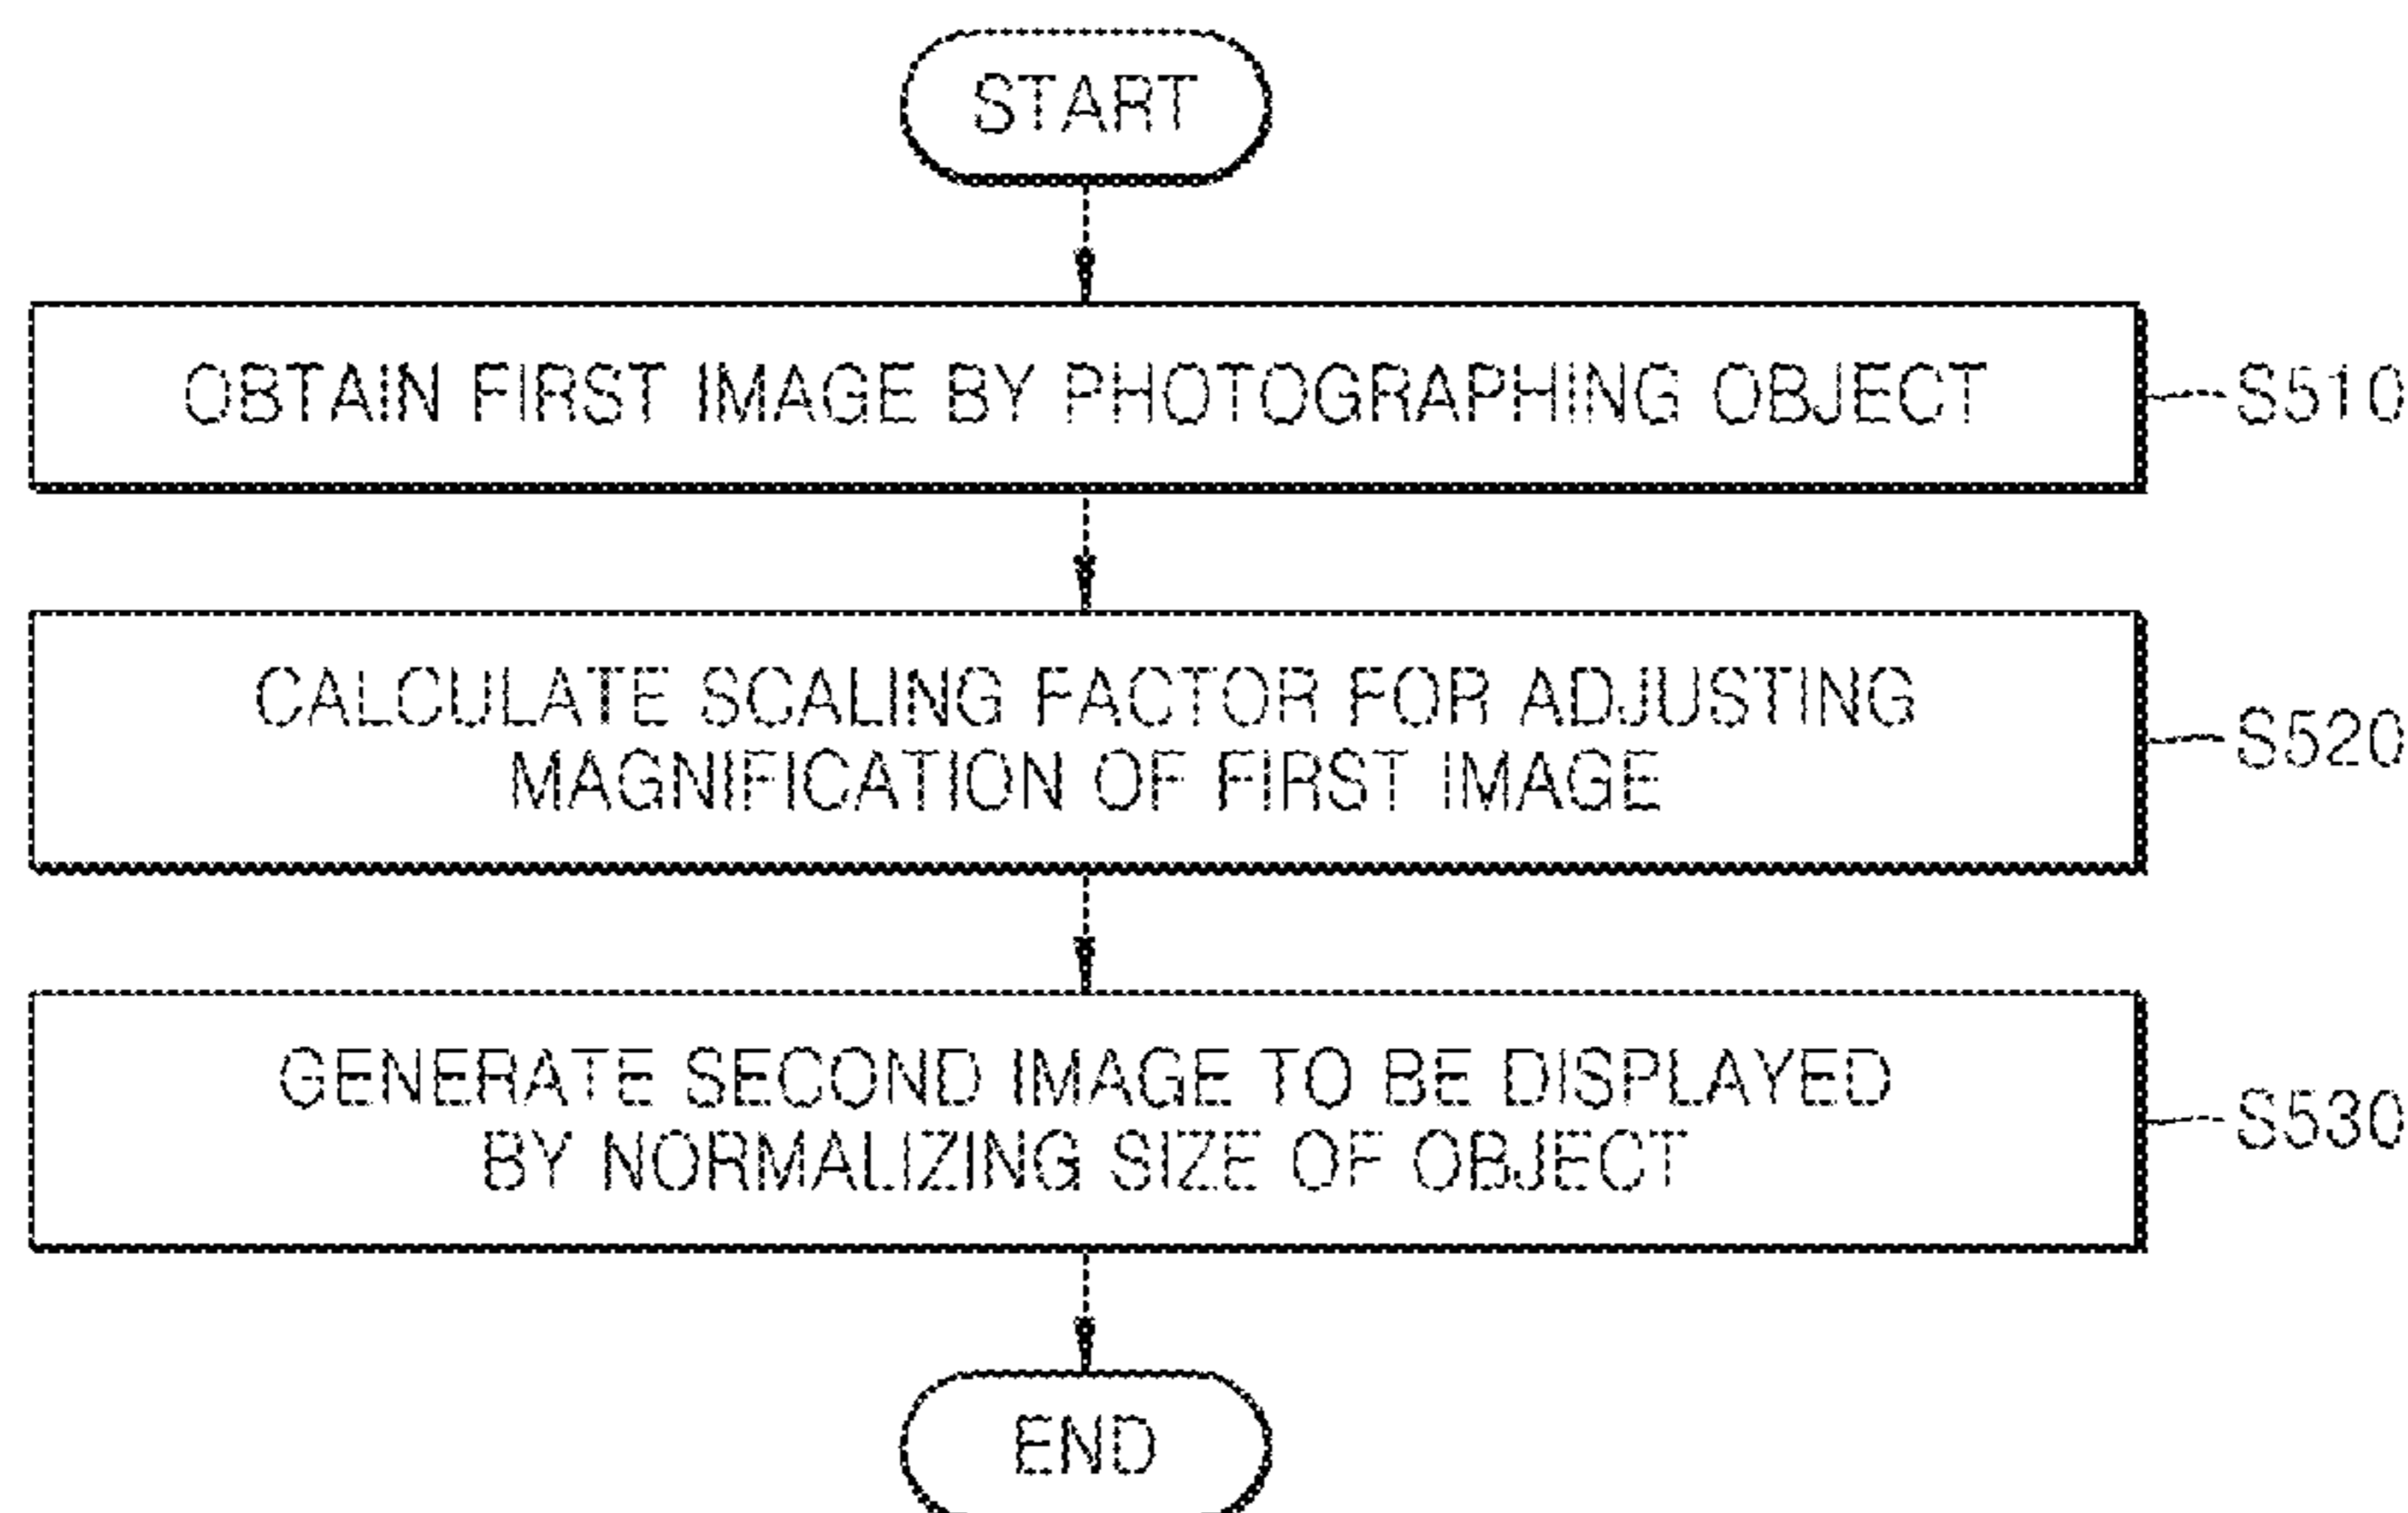 START
OBTAIN FIRST IMAGE BY PHOTOGRAPHING OBJECT
S510
CALCULATE SCALING FACTOR FOR ADJUSTING
MAGNIFICATION OF FIRST IMAGE
S520
GENERATE SECOND IMAGE TO BE DISPLAYED
BY NORMALIZING SIZE OF OBJECT
S530
END